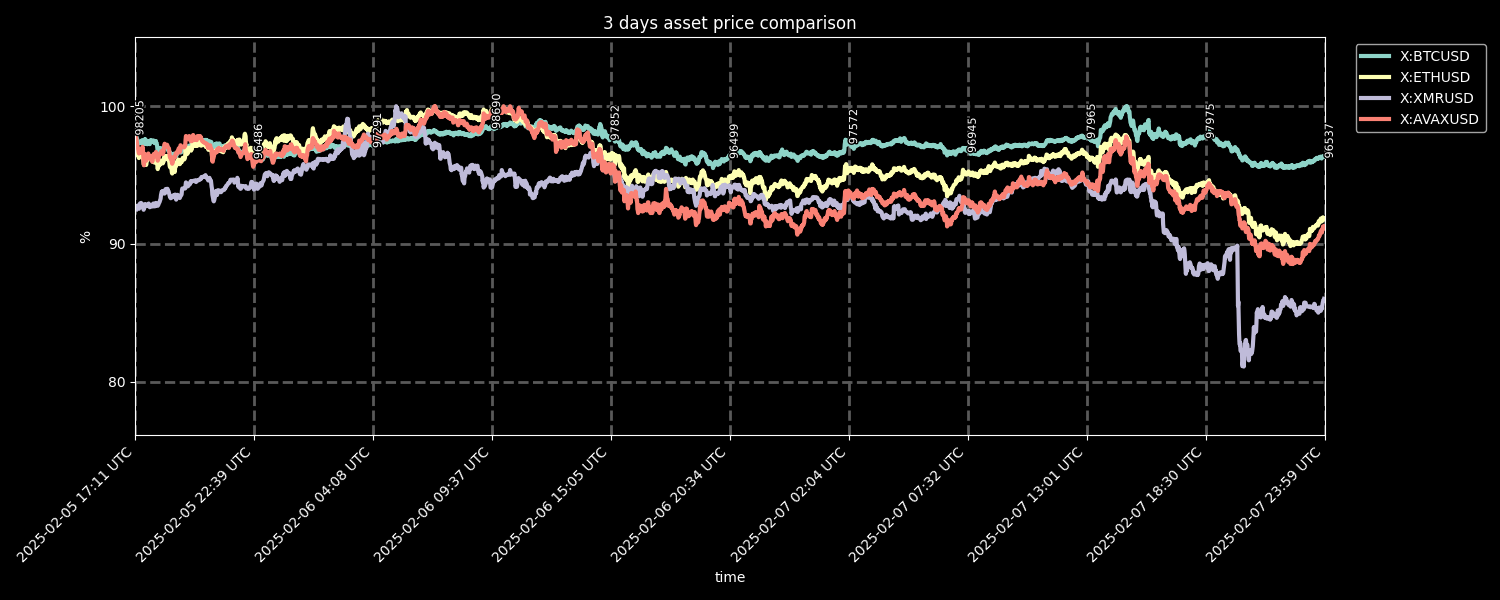 3 days asset price comparison
X:BTCUSD
X:ETHUSD
X:XMRUSD
X:AVAXUSD
100
90
80
%
98205
96486
97291
98690
97852
96499
97572
96945
97965
97975
96537
2025-02-05 17:11 UTC
2025-02-05 22:39 UTC
2025-02-06 04:08 UTC
2025-02-06 09:37 UTC
2025-02-06 15:05 UTC
2025-02-06 20:34 UTC
2025-02-07 02:04 UTC
2025-02-07 07:32 UTC
2025-02-07 13:01 UTC
2025-02-07 18:30 UTC
2025-02-07 23:59 UTC
time